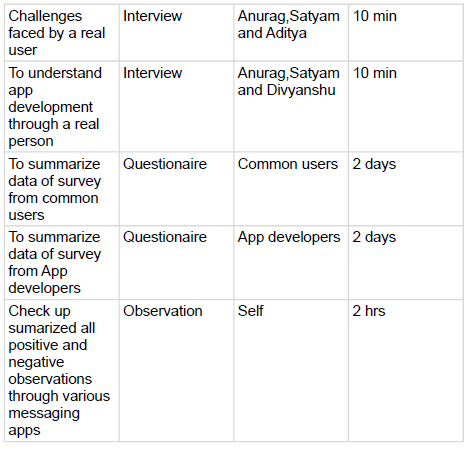 Challenges Interview Anurag,Satyam 10 min
faced by a real and Aditya
user
To understand Interview Anurag,Satyam 10 min
app and Divyanshu
development
through a real
person
To summarize Questionaire Common users 2 days
data of survey
from common
users
To summarize Questionaire App developers 2 days
data of survey
from App
developers
Check up Observation Self 2 hrs
sumarized all
positive and
negative
observations
through various
messaging
apps